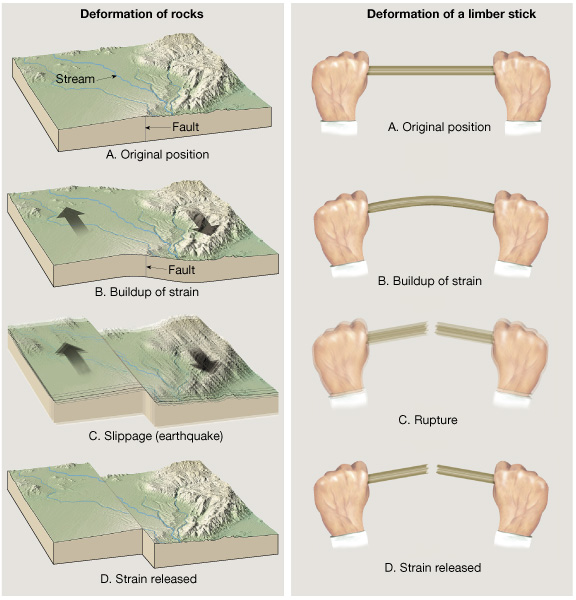 Deformation of rocks
Stream
Fault
A. Original position
Fault
B. Buildup of strain
C. Slippage (earthquake)
D. Strain released
Deformation of a limber stick
A. Original position
B. Buildup of strain
C. Rupture
D. Strain released